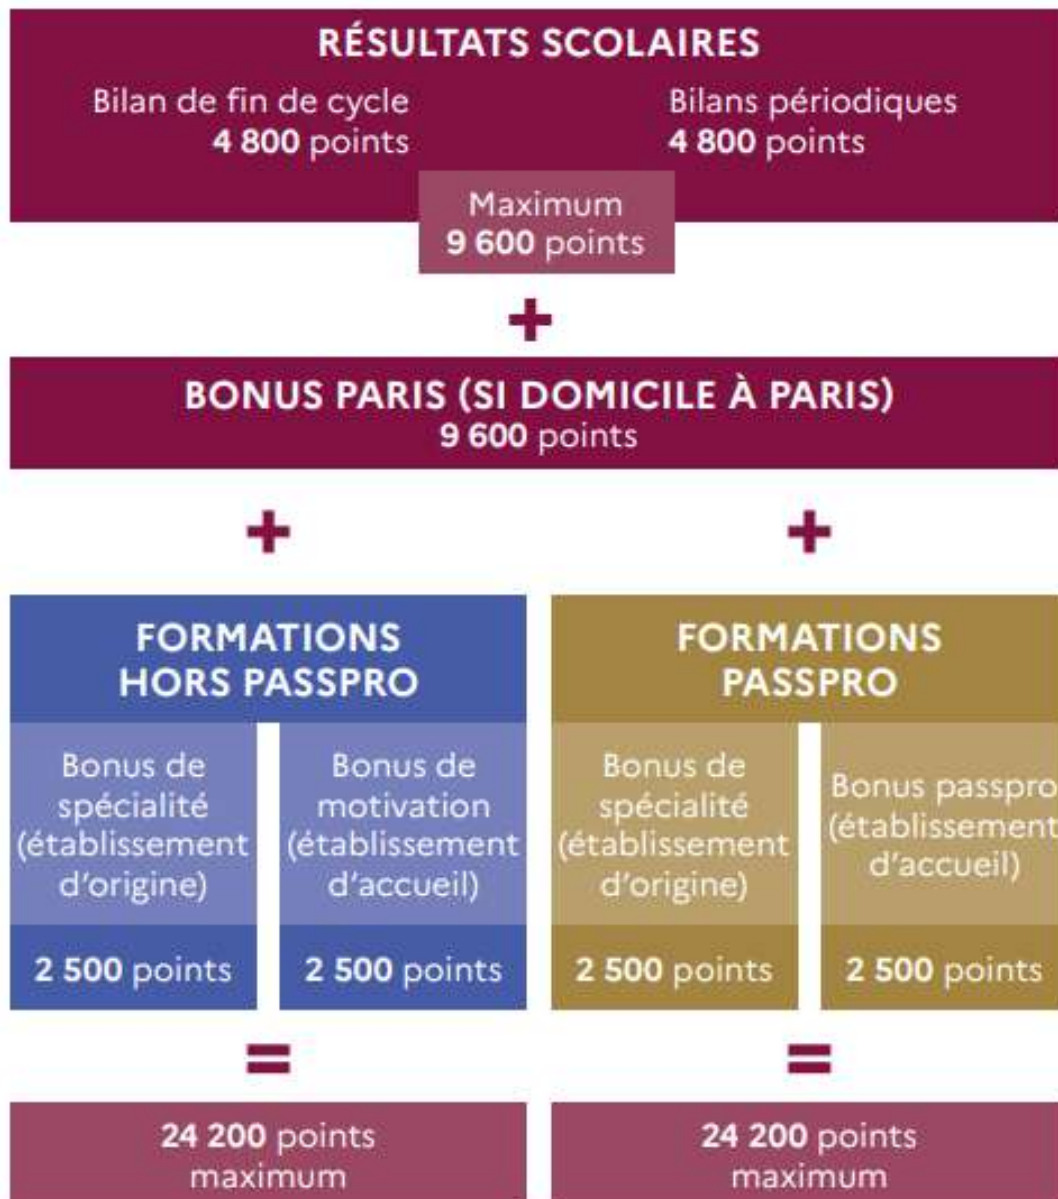 RÉSULTATS SCOLAIRES
Bilan de fin de cycle
4 800 points
Bilans périodiques
4 800 points
Maximum
9 600 points
+
BONUS PARIS (SI DOMICILE À PARIS)
9 600 points
+
+
FORMATIONS
HORS PASSPRO
Bonus de
spécialité
(établissement
d'origine)
2 500 points
Bonus de
motivation
(établissement
d'accueil)
2 500 points
FORMATIONS
PASSPRO
Bonus de
spécialité
(établissement
d'origine)
2 500 points
Bonus passpro
(établissement
d'accueil)
2 500 points
=
=
24 200 points
maximum
24 200 points
maximum